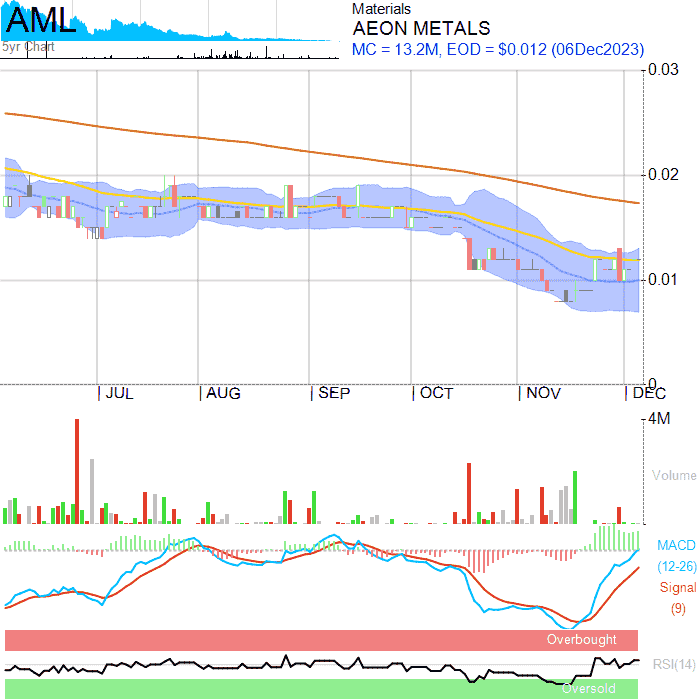 AML
5yr Chart
Materials
AEON METALS
MC = 13.2M, EOD = $0.012 (06Dec2023)
0.03
0.02
0.01
0
JUL AUG SEP OCT NOV DEC
4M
Volume
MACD
(12-26)
Signal
(9)
Overbought
RSI(14)
Oversold